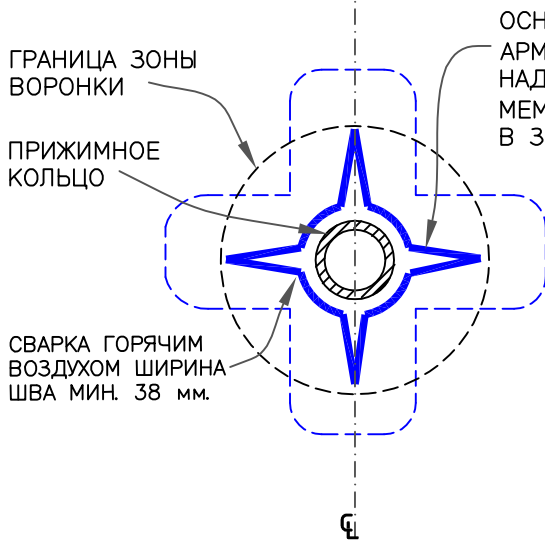 ГРАНИЦА ЗОНЫ
ВОРОНКИ
ПРИЖИМНОЕ
КОЛЬЦО
СВАРКА ГОРЯЧИМ
ВОЗДУХОМ ШИРИНА
ШВА МИН. 38 мм.
ОСН
АРМ
НАД
МЕМ
В З
℄